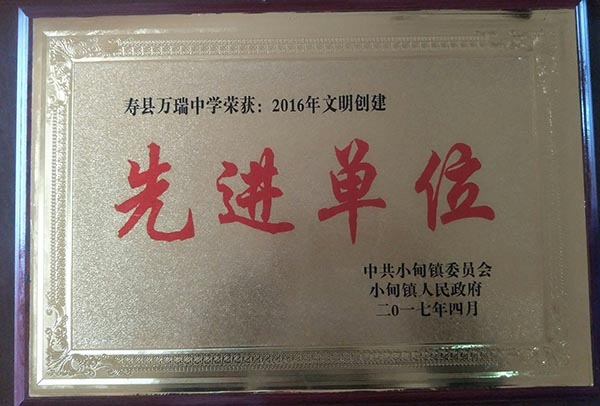 寿县万瑞中学荣获：2016年文明创建
先进单位
中共小甸镇委员会
小甸镇人民政府
二0一七年四月